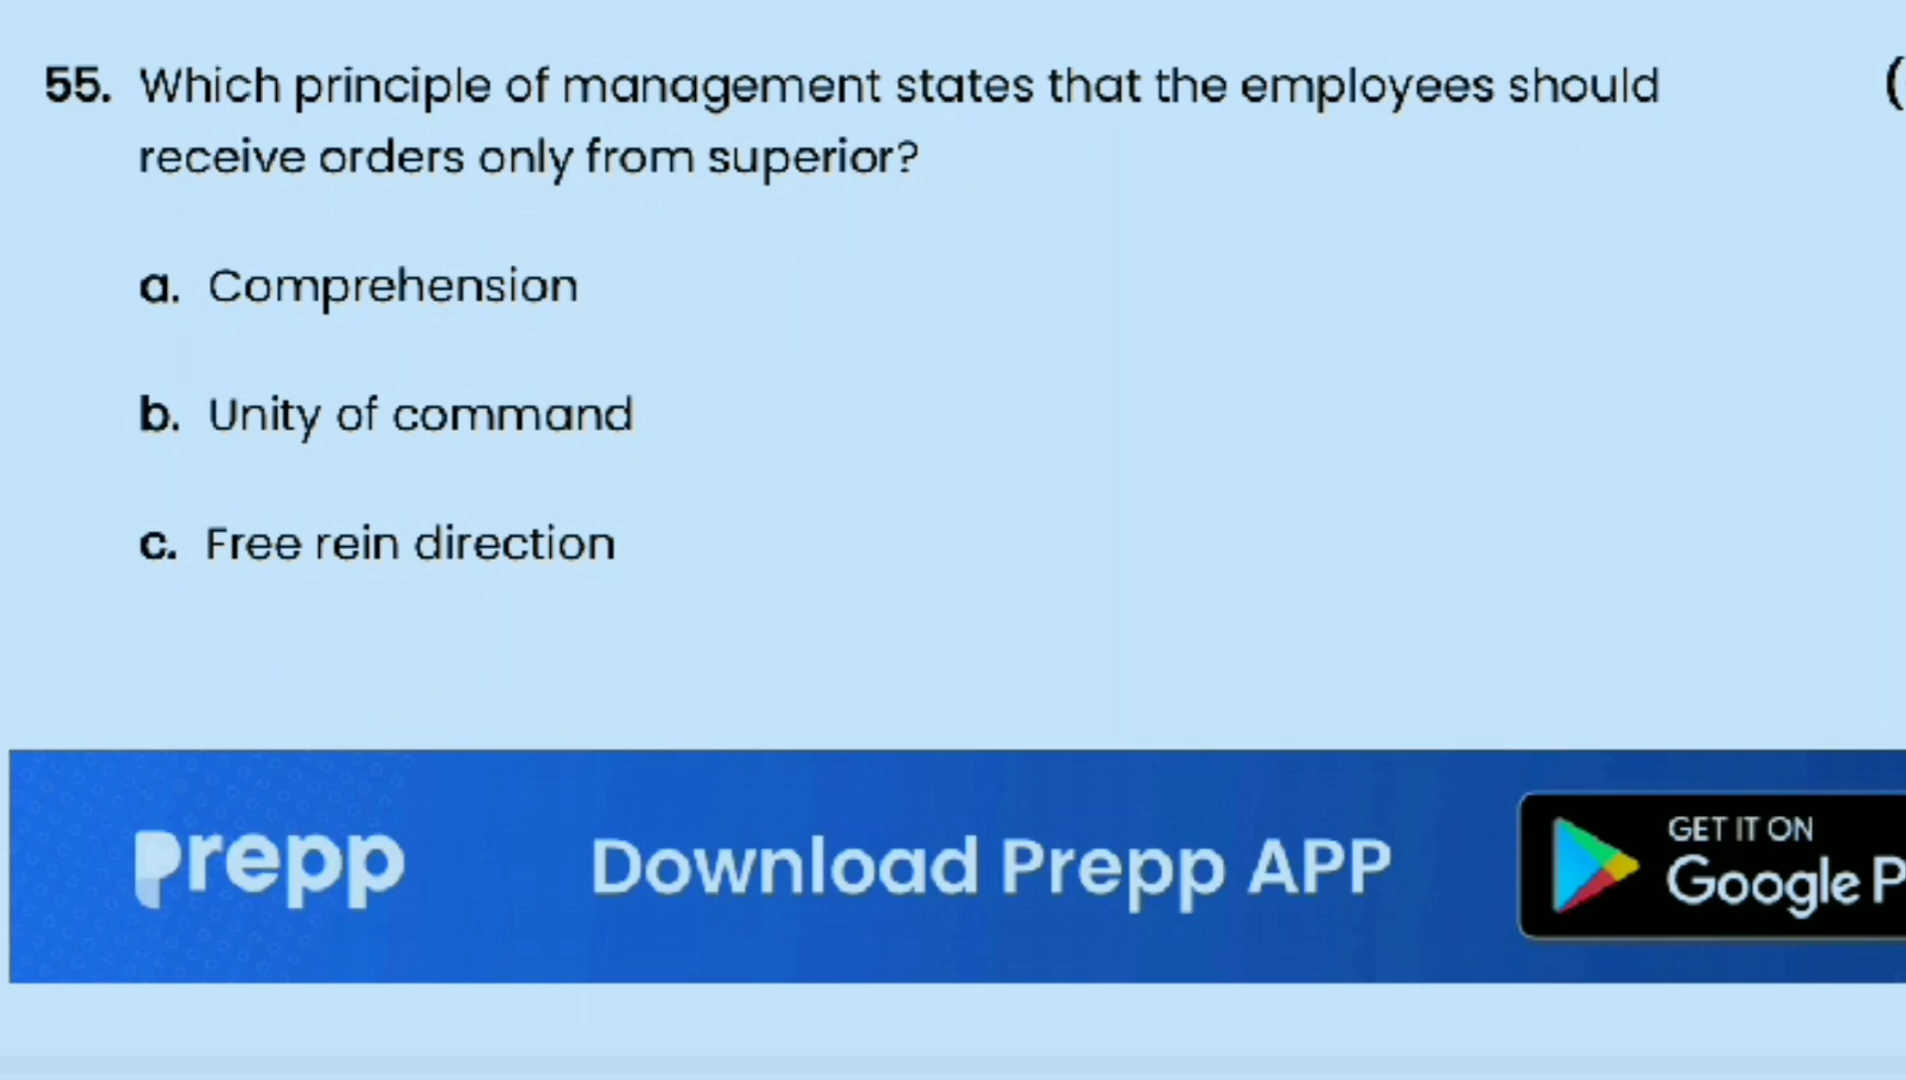 55. Which principle of management states that the employees should
receive orders only from superior?
(
a. Comprehension
b. Unity of command
c. Free rein direction
prepp
Download Prepp APP
GET IT ON
Google P